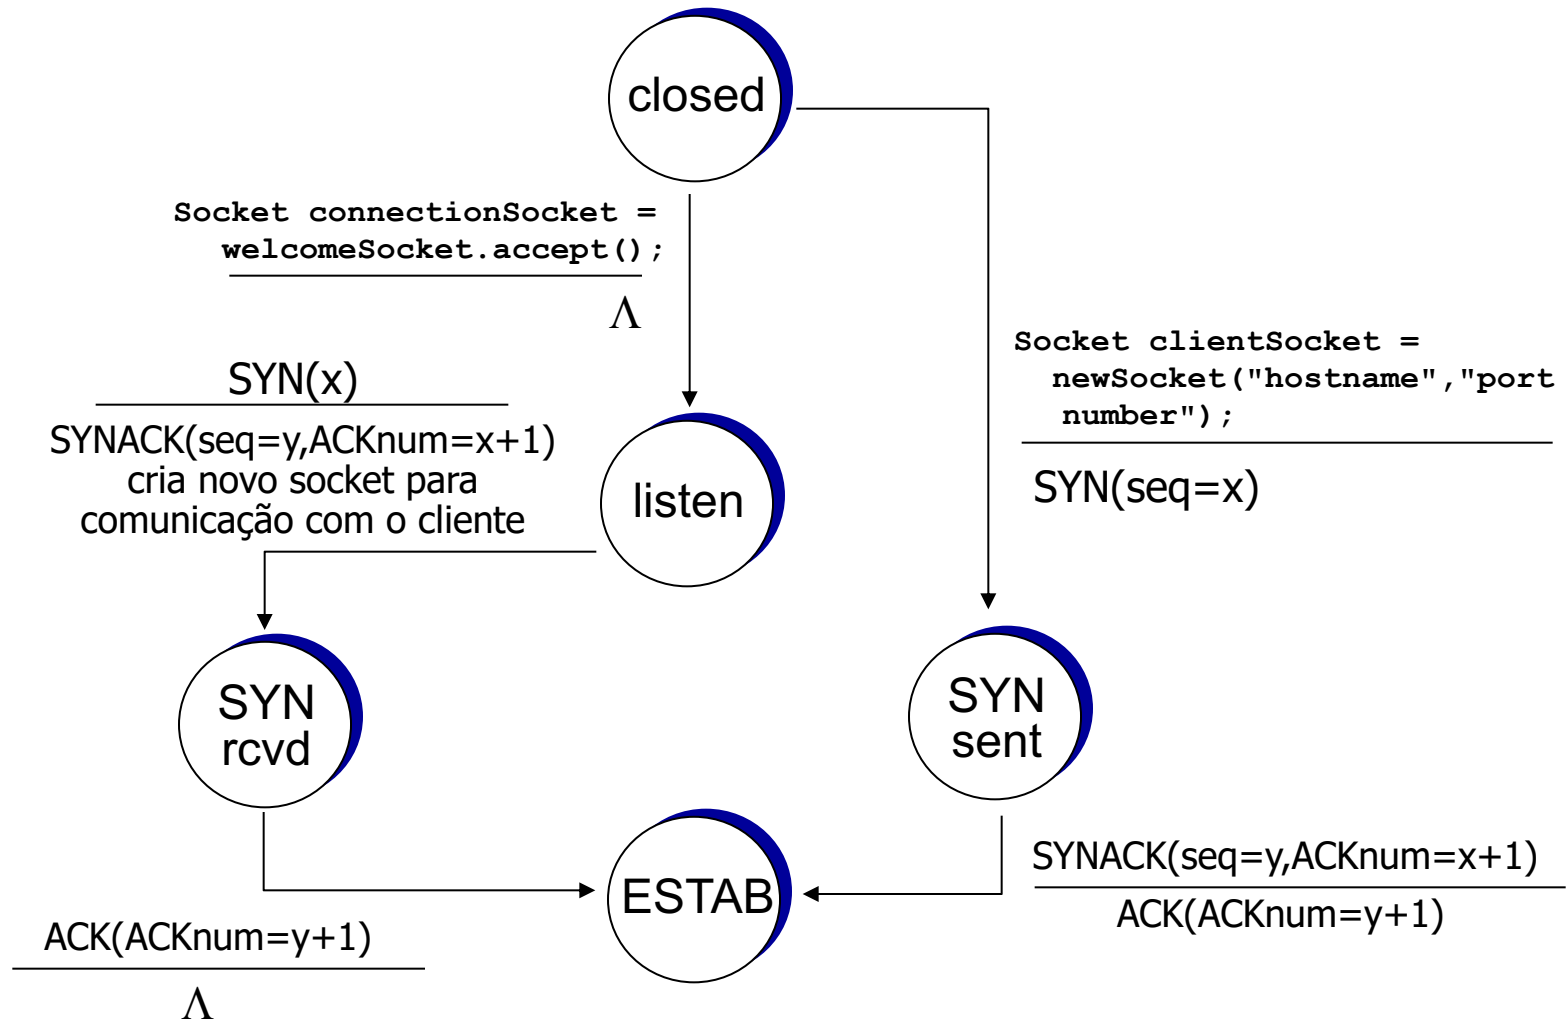 closed
Socket connectionSocket =
welcomeSocket.accept();
Λ
Socket clientSocket =
newSocket("hostname","port
number");
SYN(seq=x)
SYN(x)
SYNACK(seq=y,ACKnum=x+1)
cria novo socket para
comunicação com o cliente
listen
SYN
rcvd
SYN
sent
ESTAB
SYNACK(seq=y,ACKnum=x+1)
ACK(ACKnum=y+1)
ACK(ACKnum=y+1)
Λ